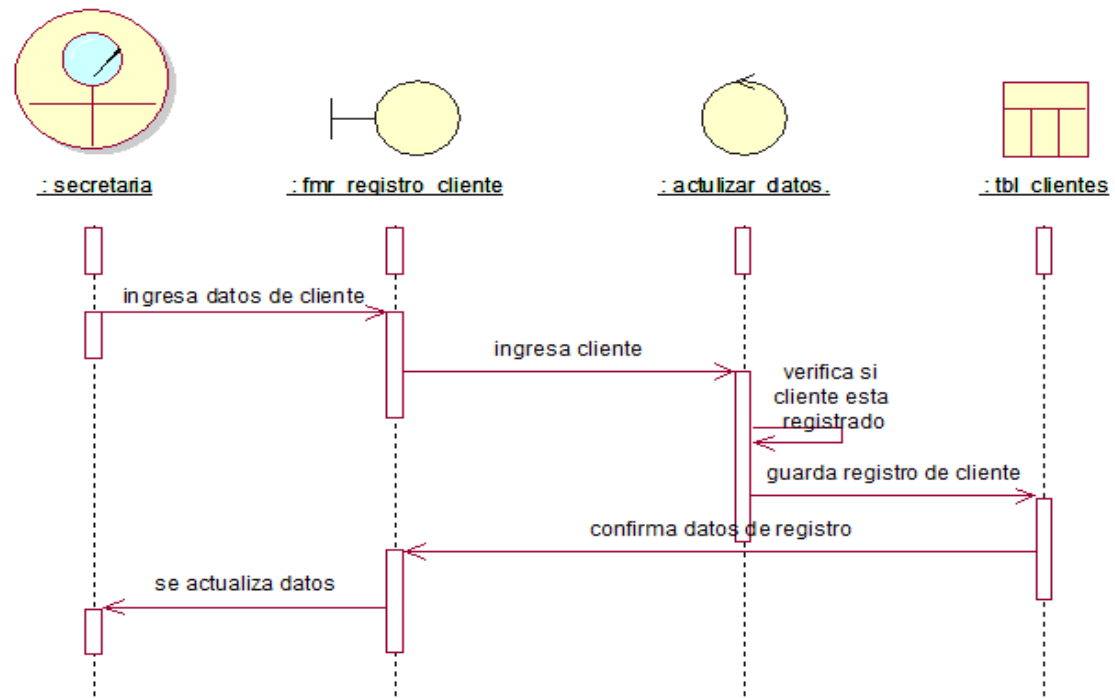 : secretaria
: fmr_registro_cliente
: actulizar_datos.
: tbl_clientes
ingresa datos de cliente
ingresa cliente
verifica si
cliente esta
registrado
guarda registro de cliente
confirma datos de registro
se actualiza datos